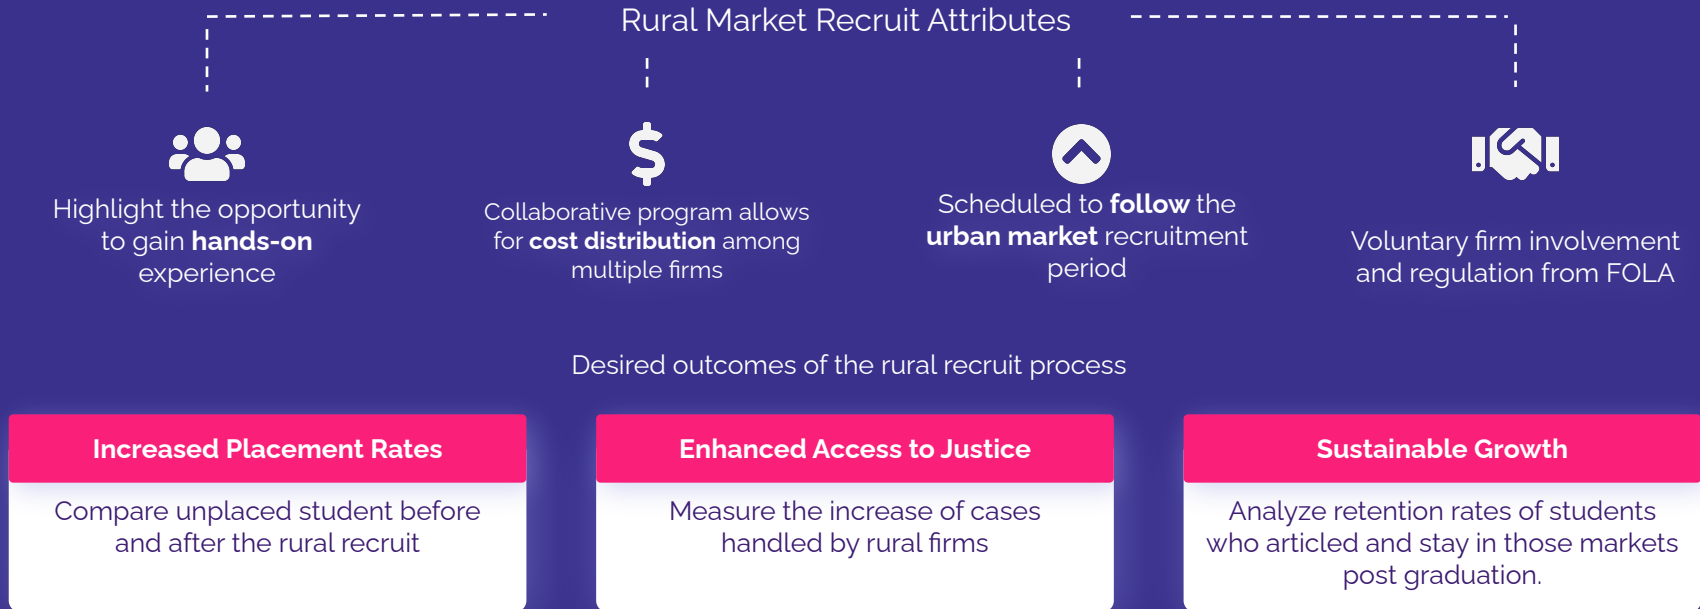 Rural Market Recruit Attributes
Highlight the opportunity
to gain hands-on
experience
Collaborative program allows
for cost distribution among
multiple firms
Scheduled to follow the
urban market recruitment
period
Voluntary firm involvement
and regulation from FOLA
Desired outcomes of the rural recruit process
Increased Placement Rates
Compare unplaced student before
and after the rural recruit
Enhanced Access to Justice
Measure the increase of cases
handled by rural firms
Sustainable Growth
Analyze retention rates of students
who articled and stay in those markets
post graduation.